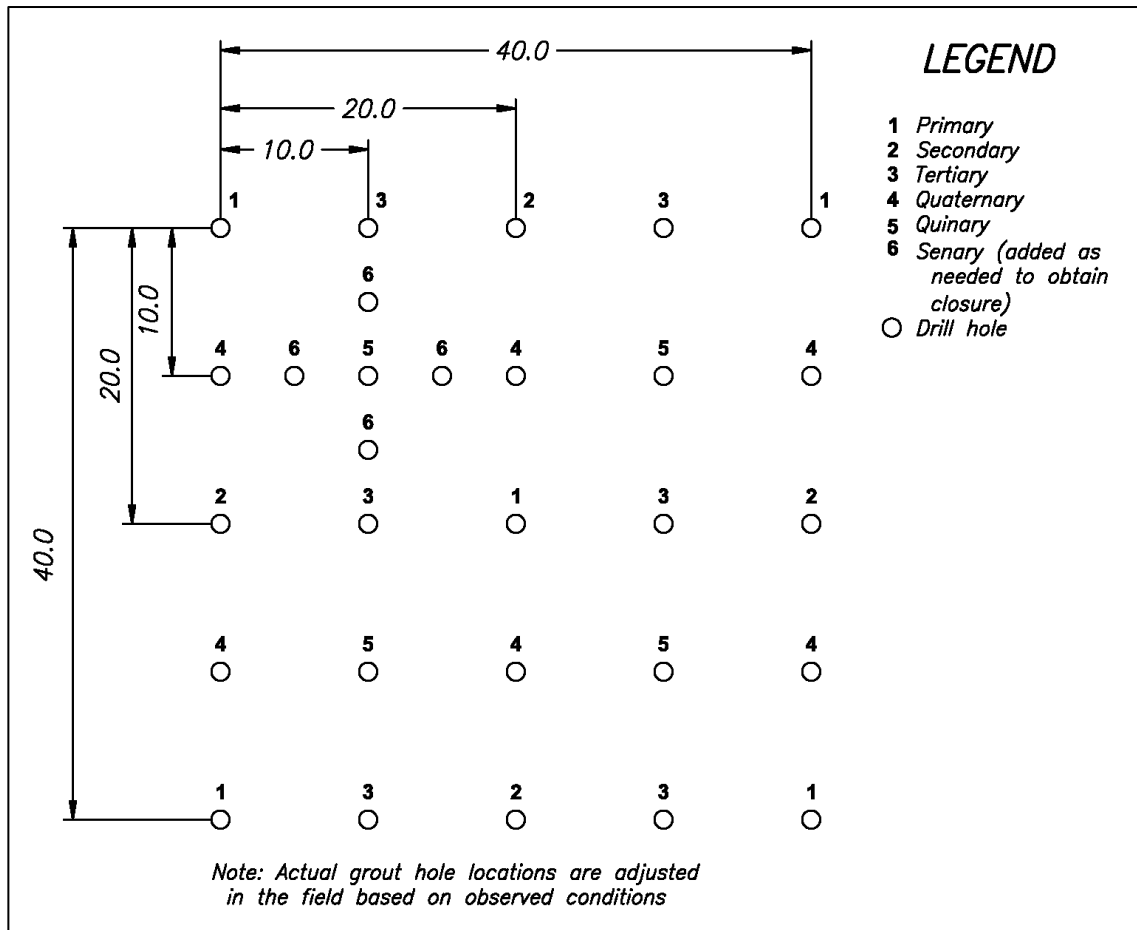 40.0
LEGEND
20.0
10.0
1 Primary
2 Secondary
3 Tertiary
4 Quaternary
5 Quinary
6 Senary (added as
needed to obtain
closure)
Drill hole
1 3 2 3 1
6
10.0
20.0
40.0
4 6 5 6 4 5 4
6
2 3 1 3 2
4 5 4 5 4
1 3 2 3 1
Note: Actual grout hole locations are adjusted
in the field based on observed conditions